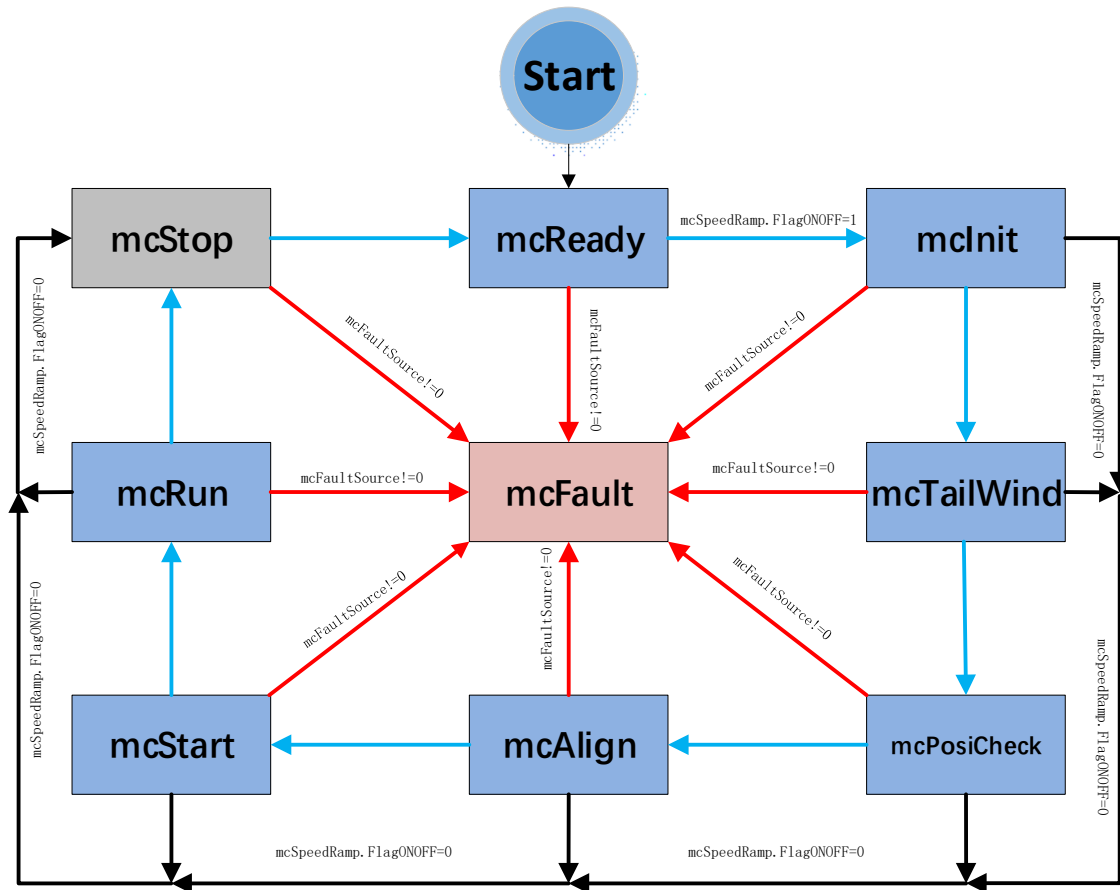 Start
mcStop
mcReady
mcSpeedRamp.FlagONOFF=1
mcInit
mcSpeedRamp.FlagONOFF=0
mcFaultSource!=0
mcFaultSource!=0
mcFaultSource!=0
mcSpeedRamp.FlagONOFF=0
mcRun
mcFaultSource!=0
mcFault
mcFaultSource!=0
mcTailWind
mcSpeedRamp.FlagONOFF=0
mcFaultSource!=0
mcFaultSource!=0
mcFaultSource!=0
mcSpeedRamp.FlagONOFF=0
mcStart
mcAlign
mcPosiCheck
mcSpeedRamp.FlagONOFF=0
mcSpeedRamp.FlagONOFF=0